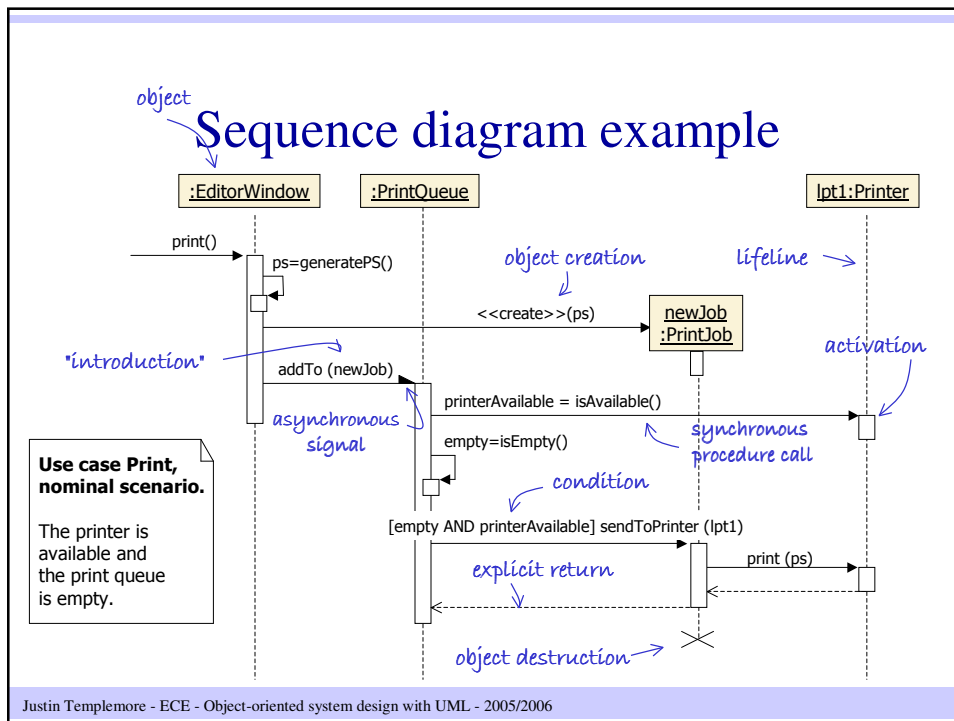 object
Sequence diagram example
:EditorWindow
:PrintQueue
lpt1:Printer
print()
ps=generatePS()
object creation
lifeline
<<create>>(ps)
newJob
:PrintJob
"introduction"
activation
addTo (newJob)
asynchronous
signal
printerAvailable = isAvailable()
synchronous
procedure call
empty=isEmpty()
Use case Print,
nominal scenario.
The printer is
available and
the print queue
is empty.
condition
[empty AND printerAvailable] sendToPrinter (lpt1)
print (ps)
explicit return
object destruction
Justin Templemore - ECE - Object-oriented system design with UML - 2005/2006